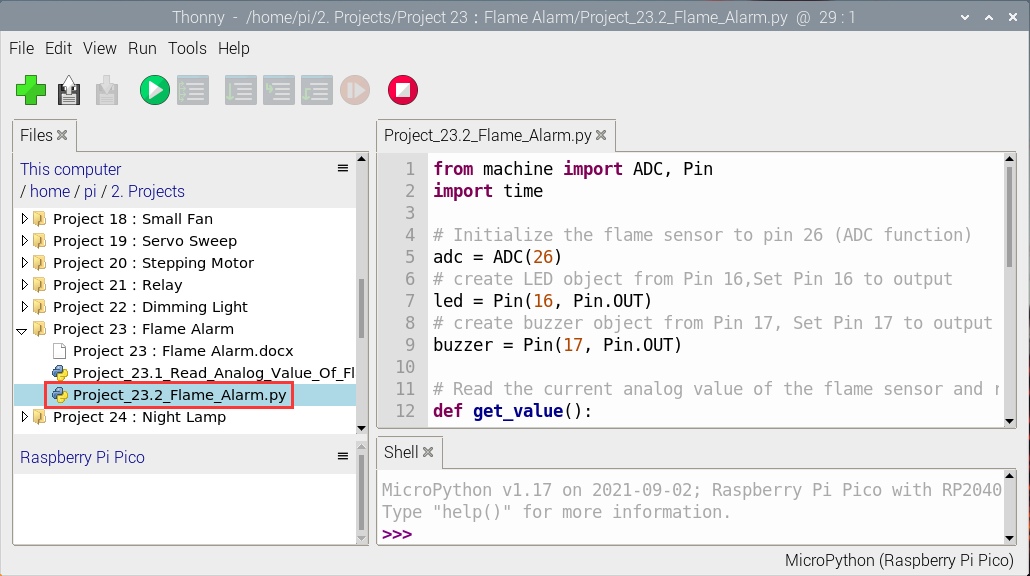 Thonny - /home/pi/2. Projects/Project 23 : Flame Alarm/Project_23.2_Flame_Alarm.py @ 29 : 1
File Edit View Run Tools Help
Files
This computer
/ home / pi / 2. Projects
Project 18 : Small Fan
Project 19 : Servo Sweep
Project 20 : Stepping Motor
Project 21 : Relay
Project 22 : Dimming Light
Project 23 : Flame Alarm
Project 23 : Flame Alarm.docx
Project_23.1_Read_Analog_Value_Of_Fl
Project_23.2_Flame_Alarm.py
Project 24 : Night Lamp
Raspberry Pi Pico
Project_23.2_Flame_Alarm.py
1 from machine import ADC, Pin
2 import time
3
4 # Initialize the flame sensor to pin 26 (ADC function)
5 adc = ADC(26)
6 # create LED object from Pin 16,Set Pin 16 to output
7 led = Pin(16, Pin.OUT)
8 # create buzzer object from Pin 17, Set Pin 17 to output
9 buzzer = Pin(17, Pin.OUT)
10
11 # Read the current analog value of the flame sensor and r
12 def get_value():
Shell
MicroPython v1.17 on 2021-09-02; Raspberry Pi Pico with RP2040
Type "help()" for more information.
>>>
MicroPython (Raspberry Pi Pico)